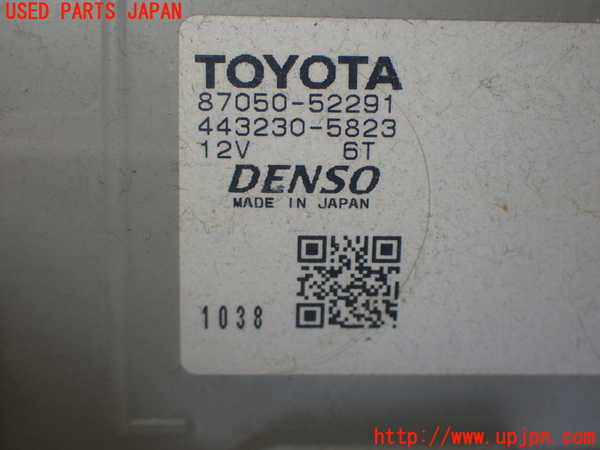 USED PARTS JAPAN
TOYOTA
87050-52291
443230-5823
12V 6T
DENSO
MADE IN JAPAN
1038
http://www.upjpn.com/